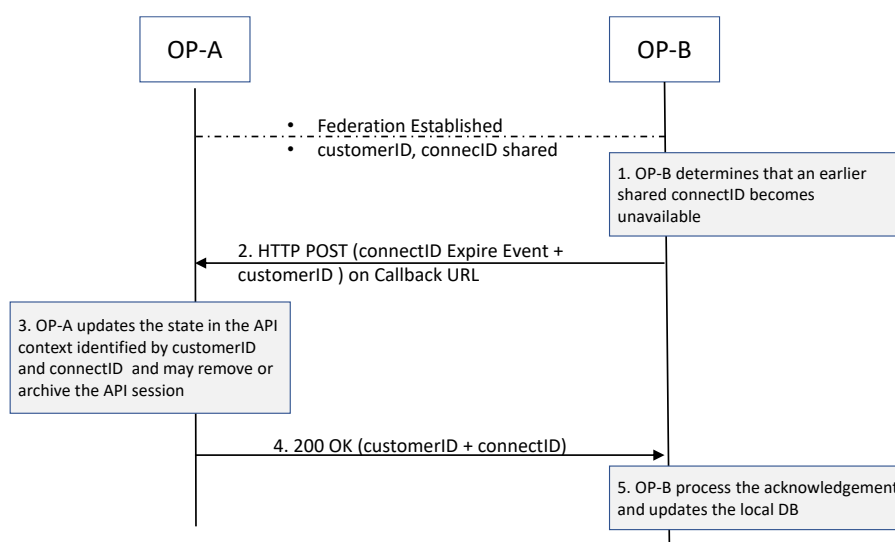 OP-A
OP-B
• Federation Established
• customerID, connecID shared
1. OP-B determines that an earlier
shared connectID becomes
unavailable
2. HTTP POST (connectID Expire Event +
customerID ) on Callback URL
3. OP-A updates the state in the API
context identified by customerID
and connectID and may remove or
archive the API session
4. 200 OK (customerID + connectID)
5. OP-B process the acknowledgement
and updates the local DB